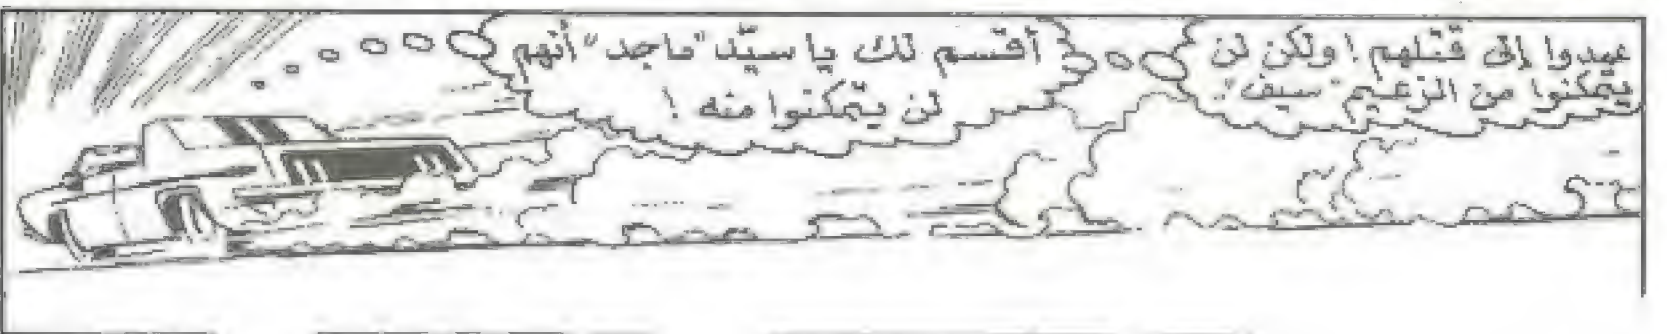 عمدوا إلى قتلهم ! ولكن لن
يتمكنوا من الزعيم "سيف".
أقسم لك يا سيّد "ماجد" أنهم
لن يتمكنوا منه !